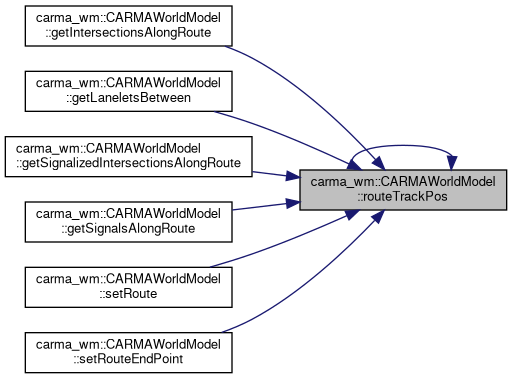 carma_wm::CARMAWorldModel
::getIntersectionsAlongRoute
carma_wm::CARMAWorldModel
::getLaneletsBetween
carma_wm::CARMAWorldModel
::getSignalizedIntersectionsAlongRoute
carma_wm::CARMAWorldModel
::routeTrackPos
carma_wm::CARMAWorldModel
::getSignalsAlongRoute
carma_wm::CARMAWorldModel
::setRoute
carma_wm::CARMAWorldModel
::setRouteEndPoint